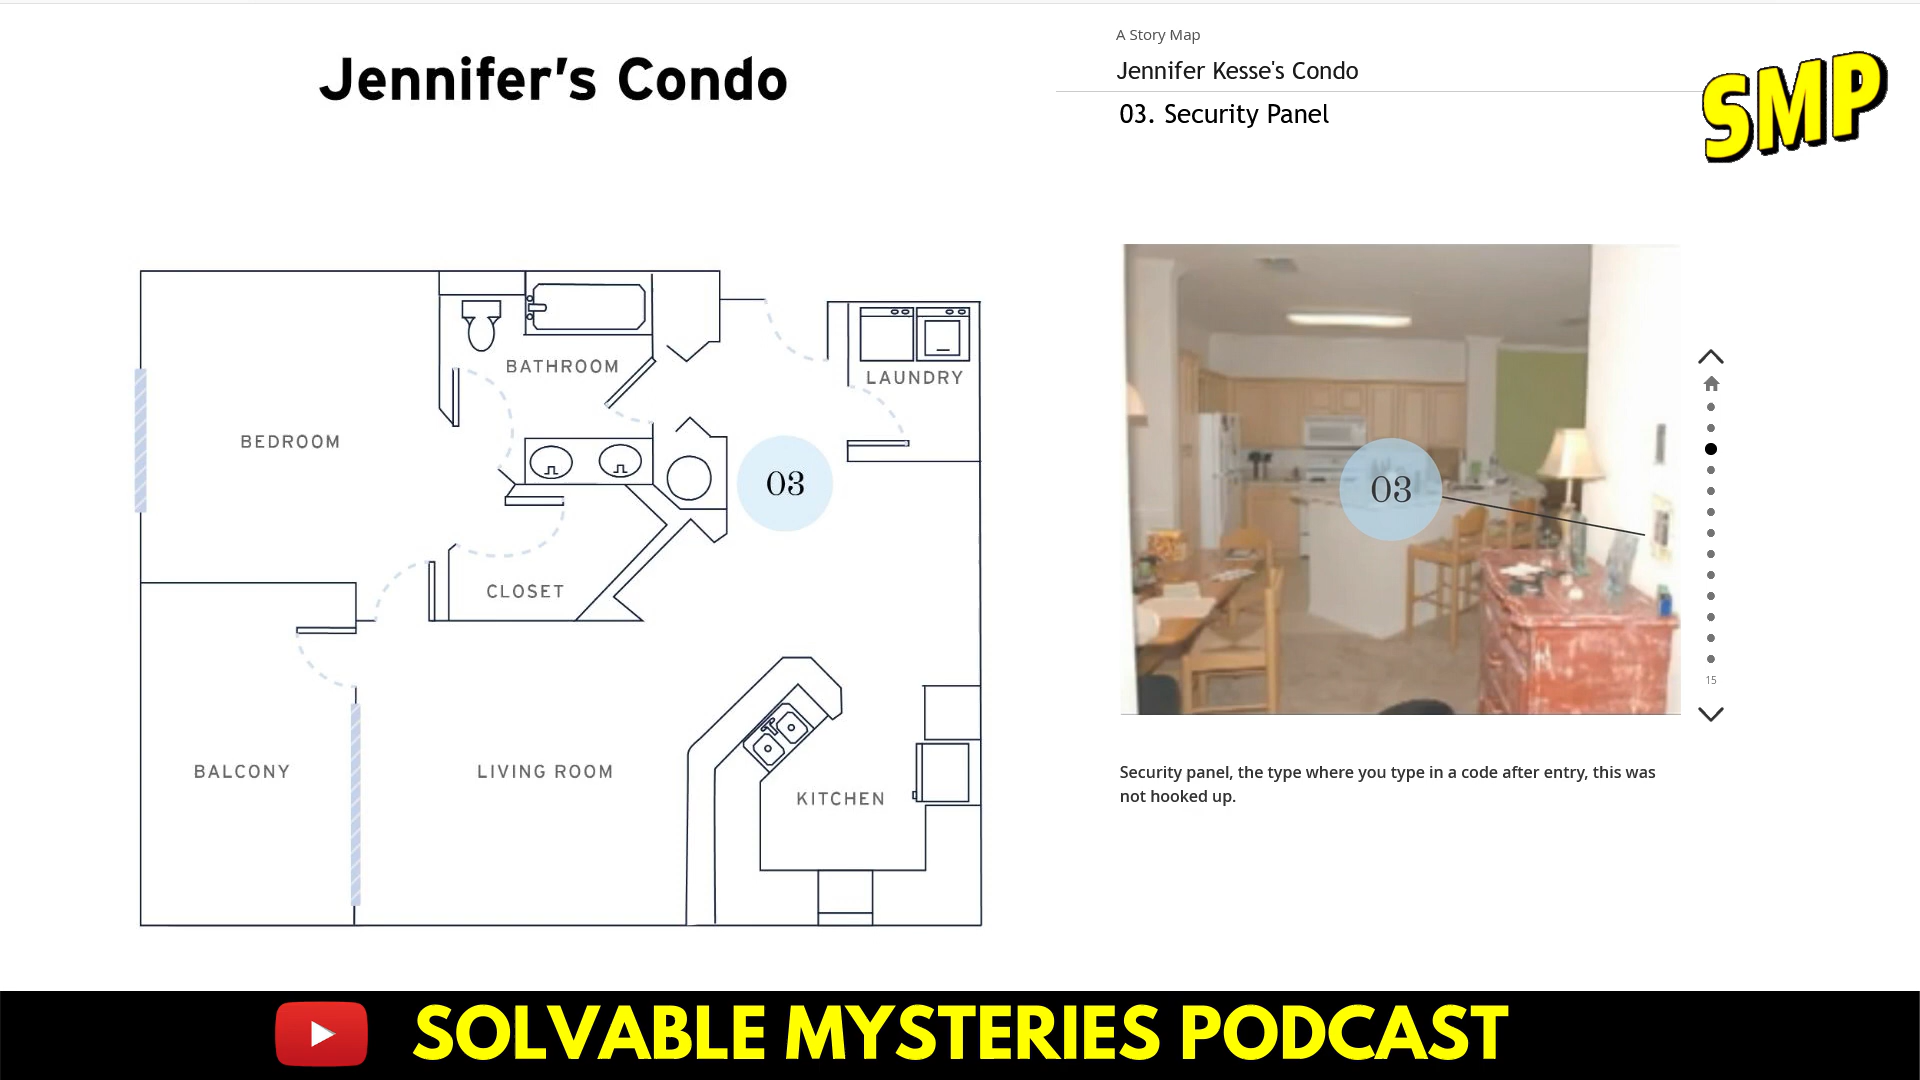 Jennifer's Condo
A Story Map
Jennifer Kesse's Condo
03. Security Panel
SMP
BATHROOM
LAUNDRY
BEDROOM
03
CLOSET
BALCONY
LIVING ROOM
KITCHEN
03
15
Security panel, the type where you type in a code after entry, this was
not hooked up.
SOLVABLE MYSTERIES PODCAST